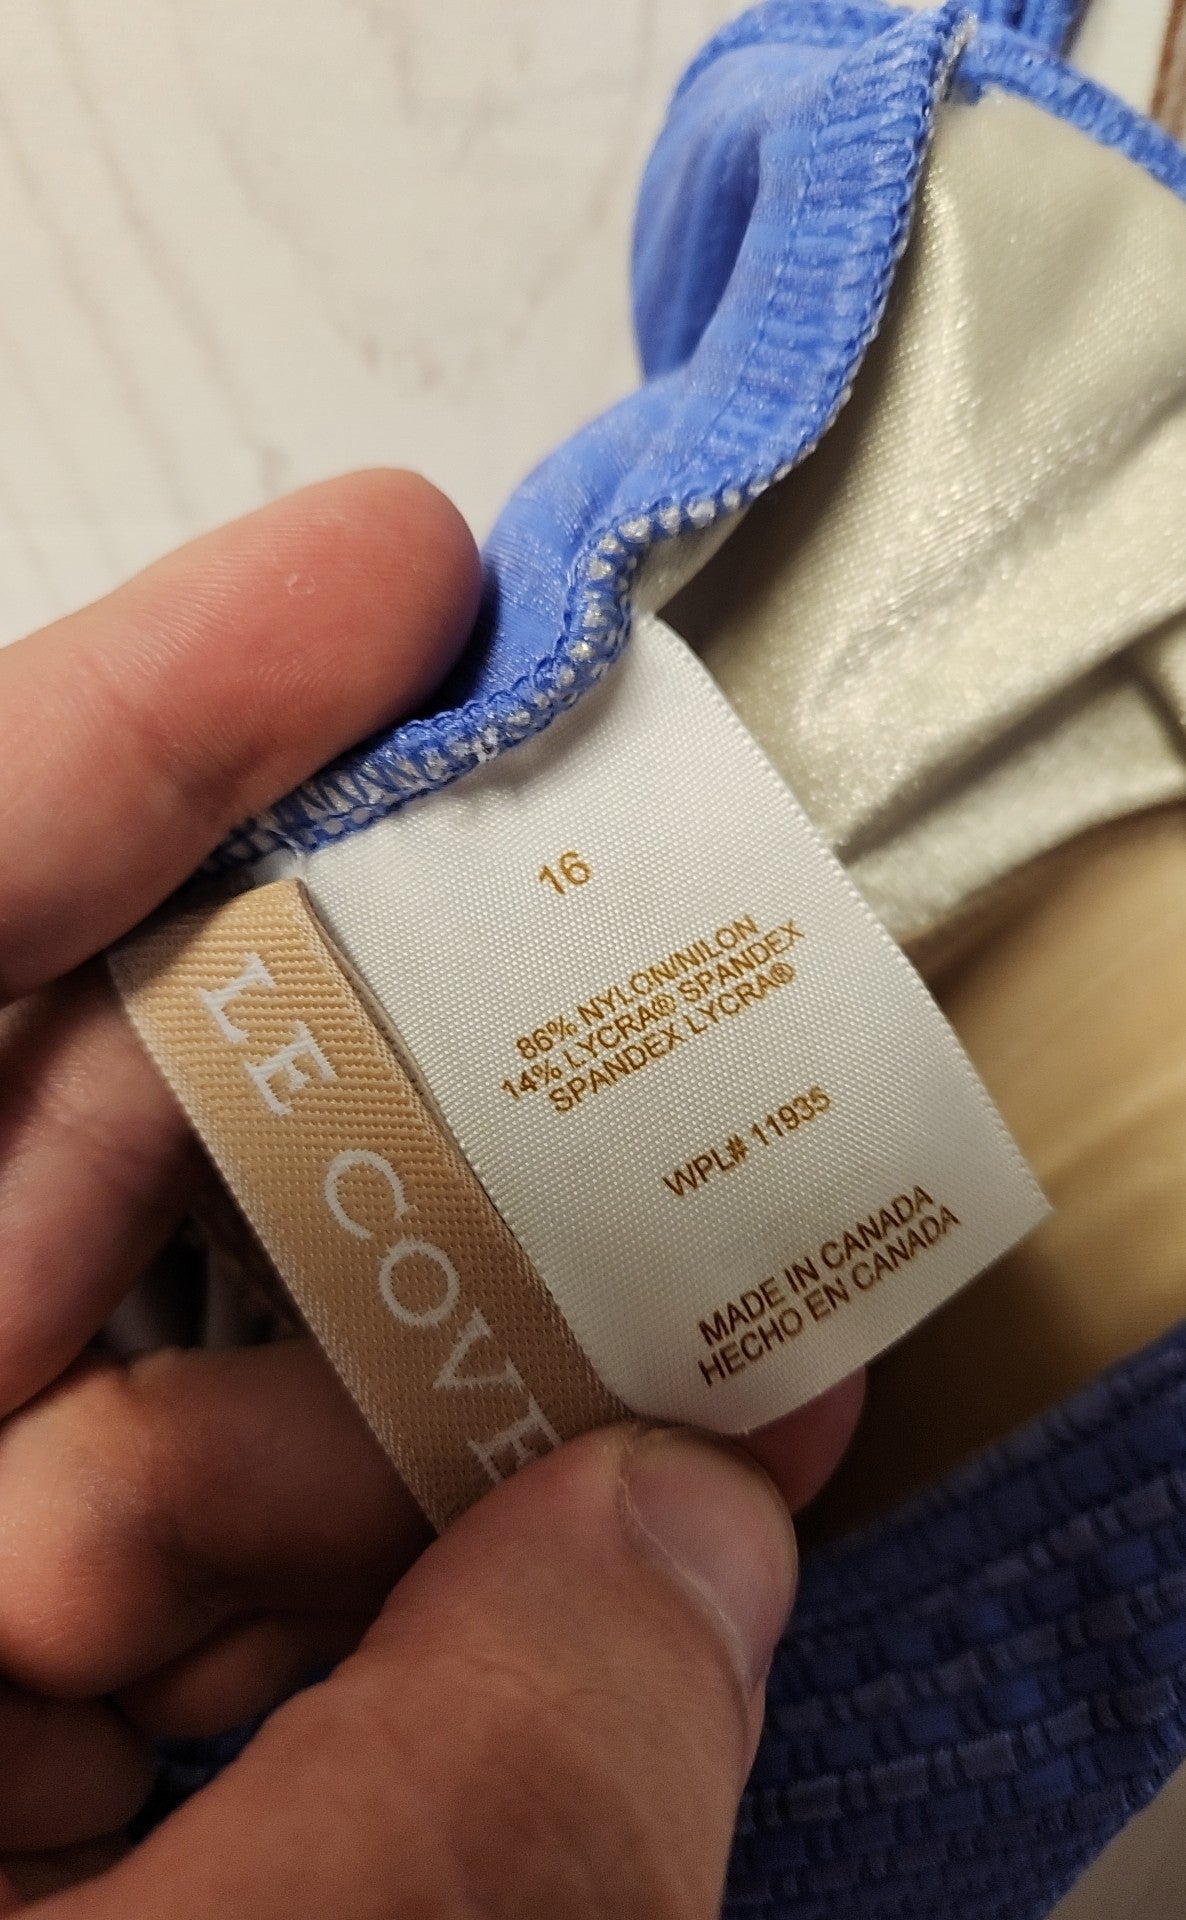 LE COVE
16
86% NYLON/NILON
14% LYCRA® SPANDEX
SPANDEX LYCRA®
WPL# 11935
MADE IN CANADA
HECHO EN CANADA